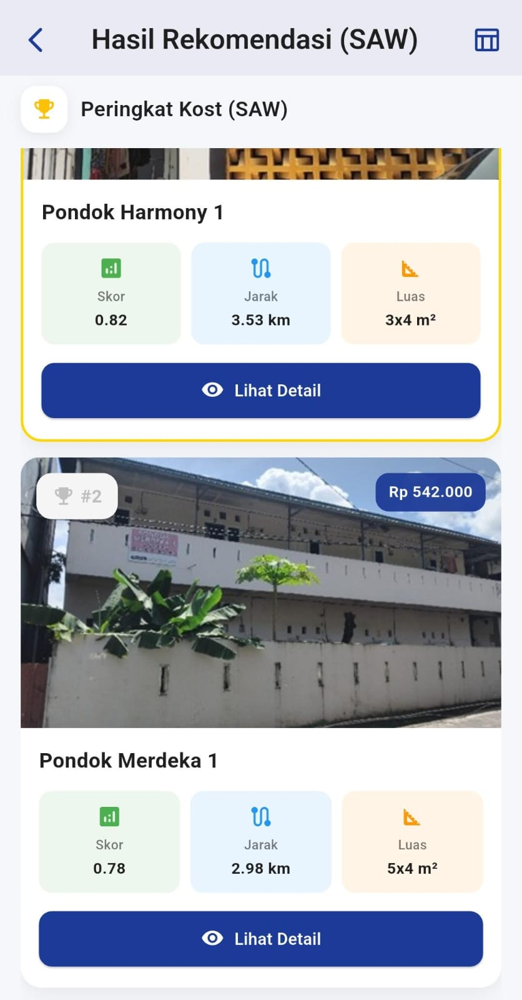 Hasil Rekomendasi (SAW)
Peringkat Kost (SAW)
Pondok Harmony 1
Skor
0.82
Jarak
3.53 km
Luas
3x4 m²
Lihat Detail
#2
Rp 542.000
Pondok Merdeka 1
Skor
0.78
Jarak
2.98 km
Luas
5x4 m²
Lihat Detail